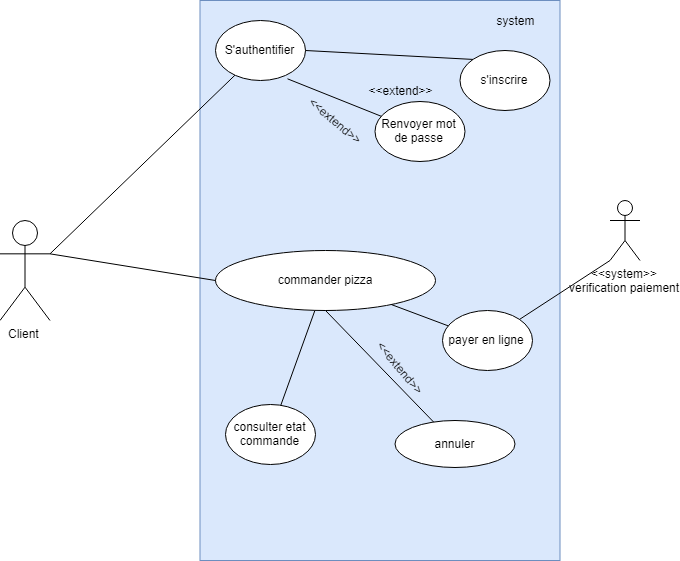 system
S'authentifier
s'inscrire
<<extend>>
<<extend>>
Renvoyer mot
de passe
commander pizza
<<system>>
verification paiement
Client
payer en ligne
<<extend>>
consulter etat
commande
annuler